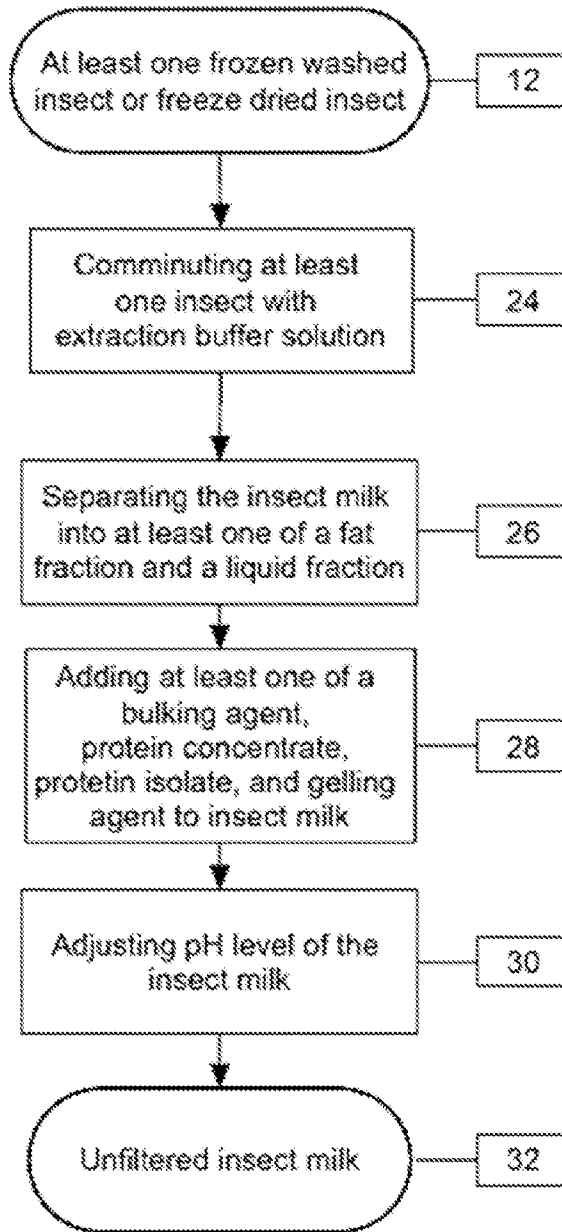 At least one frozen washed
insect or freeze dried insect
12
Comminuting at least
one insect with
extraction buffer solution
24
Separating the insect milk
into at least one of a fat
fraction and a liquid fraction
26
Adding at least one of a
bulking agent,
protein concentrate,
protetin isolate, and gelling
agent to insect milk
28
Adjusting pH level of the
insect milk
30
Unfiltered insect milk
32